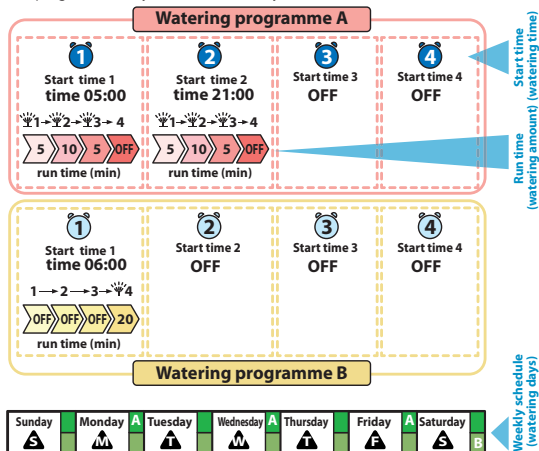 Watering programme A
1 2 3 4
Start time 1 Start time 2 Start time 3 Start time 4
time 05:00 time 21:00 OFF OFF
1→2→3→4 1→2→3→4
5 10 5 OFF 5 10 5 OFF
run time (min) run time (min)
Start time
(watering time)
Run time
(watering amount)
1 2 3 4
Start time 1 Start time 2 Start time 3 Start time 4
time 06:00 OFF OFF OFF
1→2→3→4
OFF OFF OFF 20
run time (min)
Watering programme B
Weekly schedule
(watering days)
Sunday Monday A Tuesday Wednesday A Thursday Friday A Saturday
S M T W T F S B